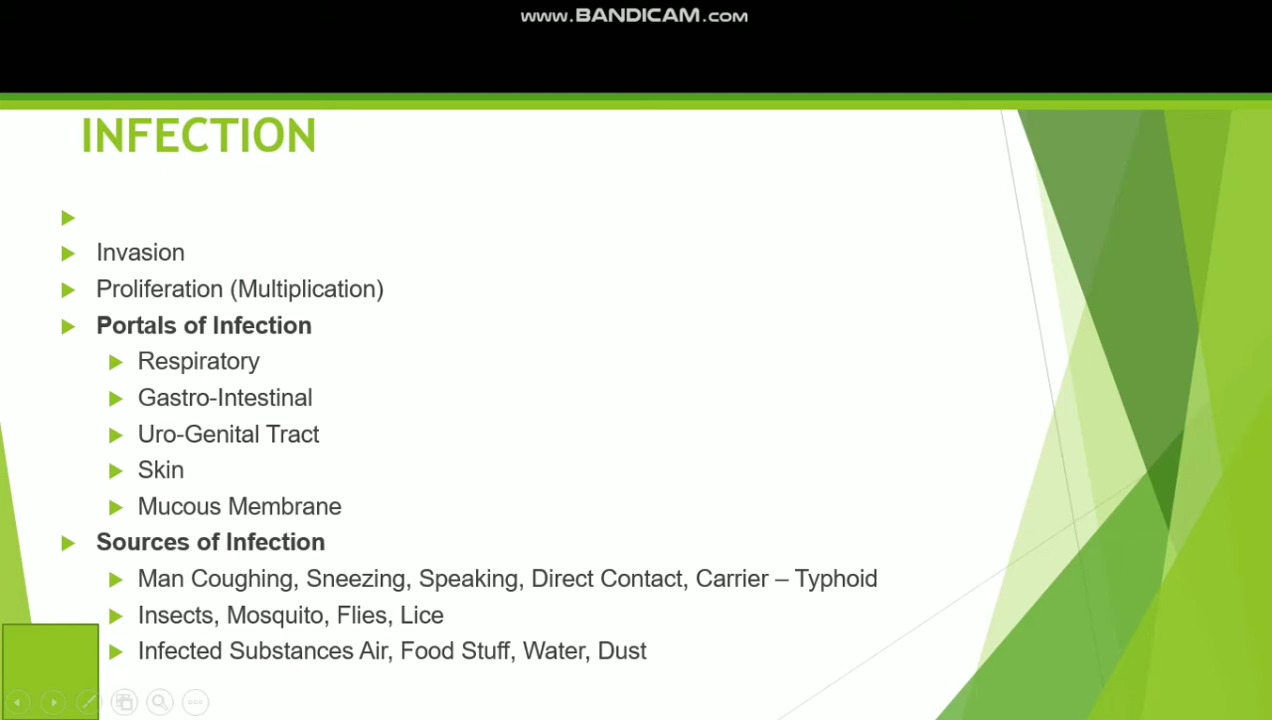 www.BANDICAM.com
INFECTION
Invasion
Proliferation (Multiplication)
Portals of Infection
Respiratory
Gastro-Intestinal
Uro-Genital Tract
Skin
Mucous Membrane
Sources of Infection
Man Coughing, Sneezing, Speaking, Direct Contact, Carrier – Typhoid
Insects, Mosquito, Flies, Lice
Infected Substances Air, Food Stuff, Water, Dust